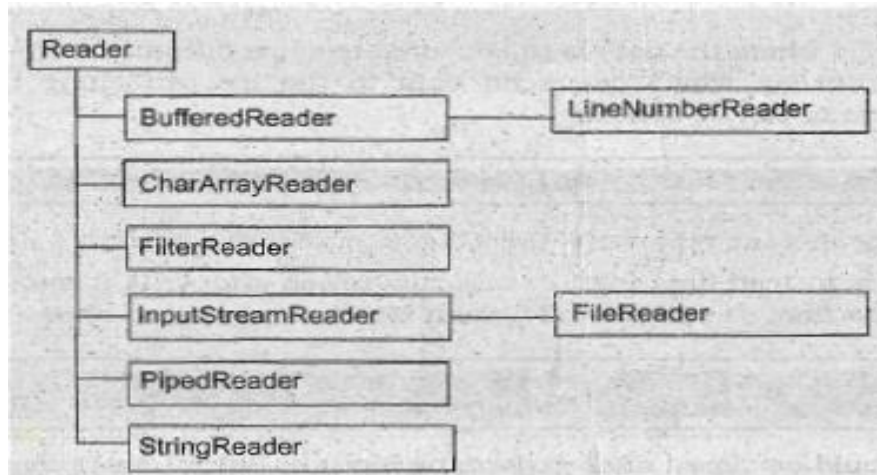 Reader
BufferedReader
LineNumberReader
CharArrayReader
FilterReader
InputStreamReader
FileReader
PipedReader
StringReader